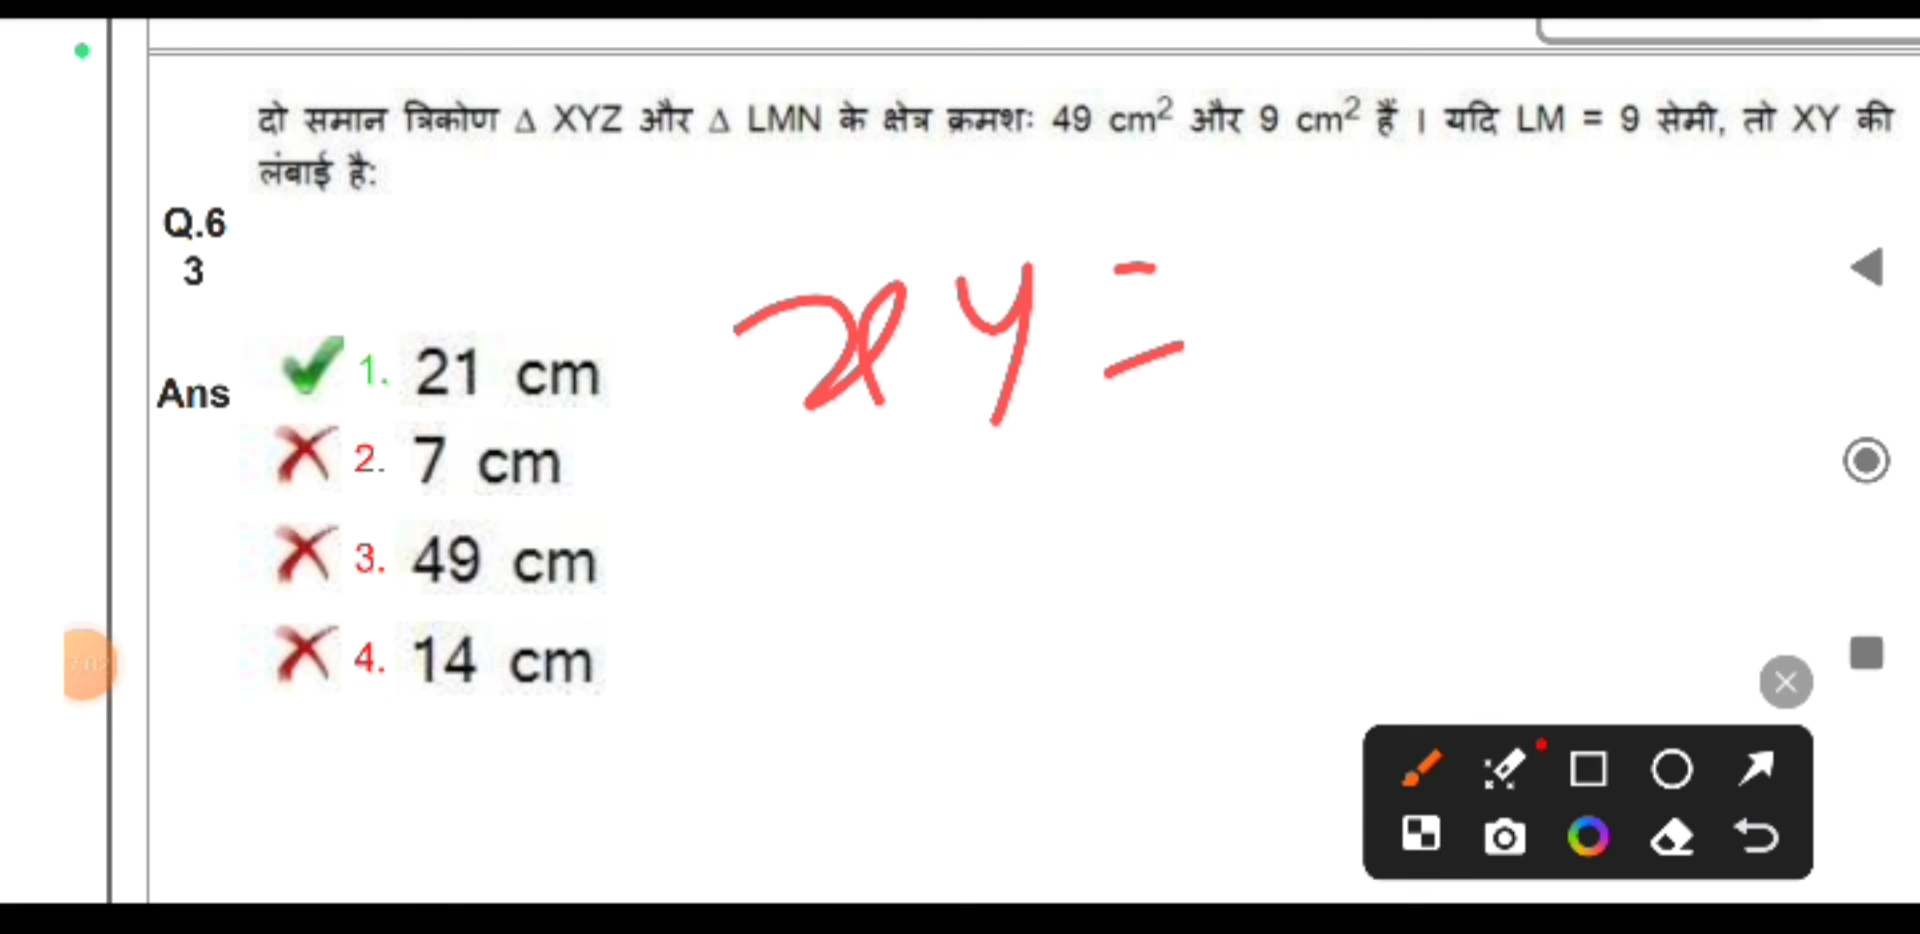 दो समान त्रिकोण Δ XYZ और Δ LMN के क्षेत्र क्रमशः 49 cm² और 9 cm² हैं । यदि LM = 9 सेमी, तो XY की
लंबाई है:
Q.6
3
xy =
Ans
1. 21 cm
2. 7 cm
3. 49 cm
4. 14 cm